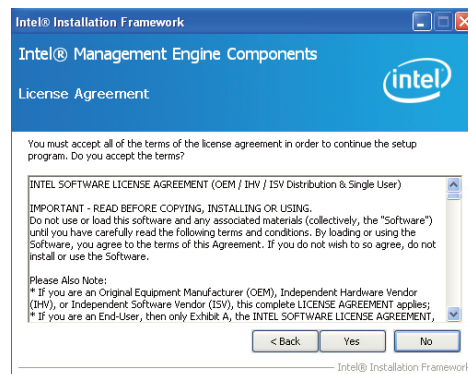 Intel® Installation Framework
Intel® Management Engine Components
License Agreement
intel
You must accept all of the terms of the license agreement in order to continue the setup
program. Do you accept the terms?
INTEL SOFTWARE LICENSE AGREEMENT (OEM / IHV / ISV Distribution & Single User)
IMPORTANT - READ BEFORE COPYING, INSTALLING OR USING.
Do not use or load this software and any associated materials (collectively, the "Software")
until you have carefully read the following terms and conditions. By loading or using the
Software, you agree to the terms of this Agreement. If you do not wish to so agree, do not
install or use the Software.
Please Also Note:
* If you are an Original Equipment Manufacturer (OEM), Independent Hardware Vendor
(IHV), or Independent Software Vendor (ISV), this complete LICENSE AGREEMENT applies;
* If you are an End-User, then only Exhibit A, the INTEL SOFTWARE LICENSE AGREEMENT,
< Back Yes No
Intel® Installation Framework